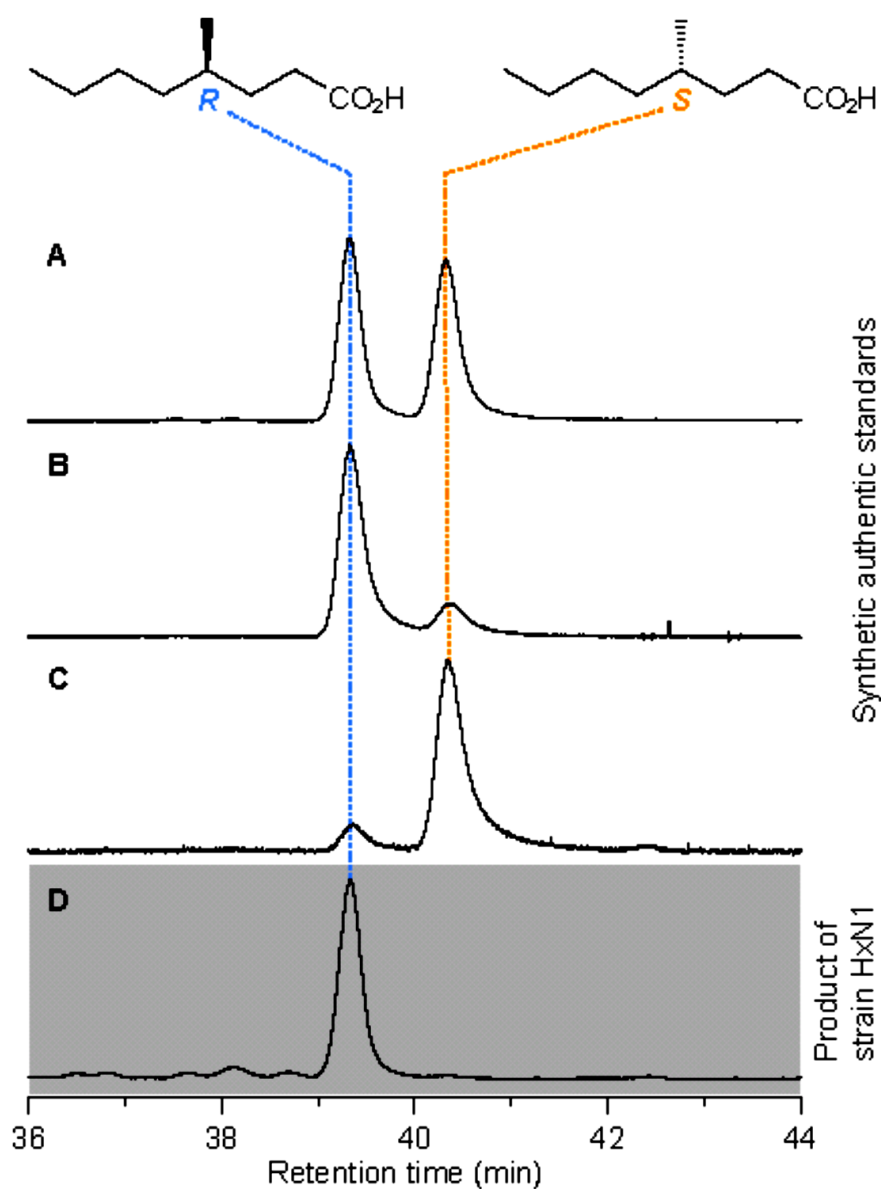 CO₂H
CO₂H
R
S
A
B
C
D
Synthetic authentic standards
Product of
strain HxN1
36
38
40
42
44
Retention time (min)